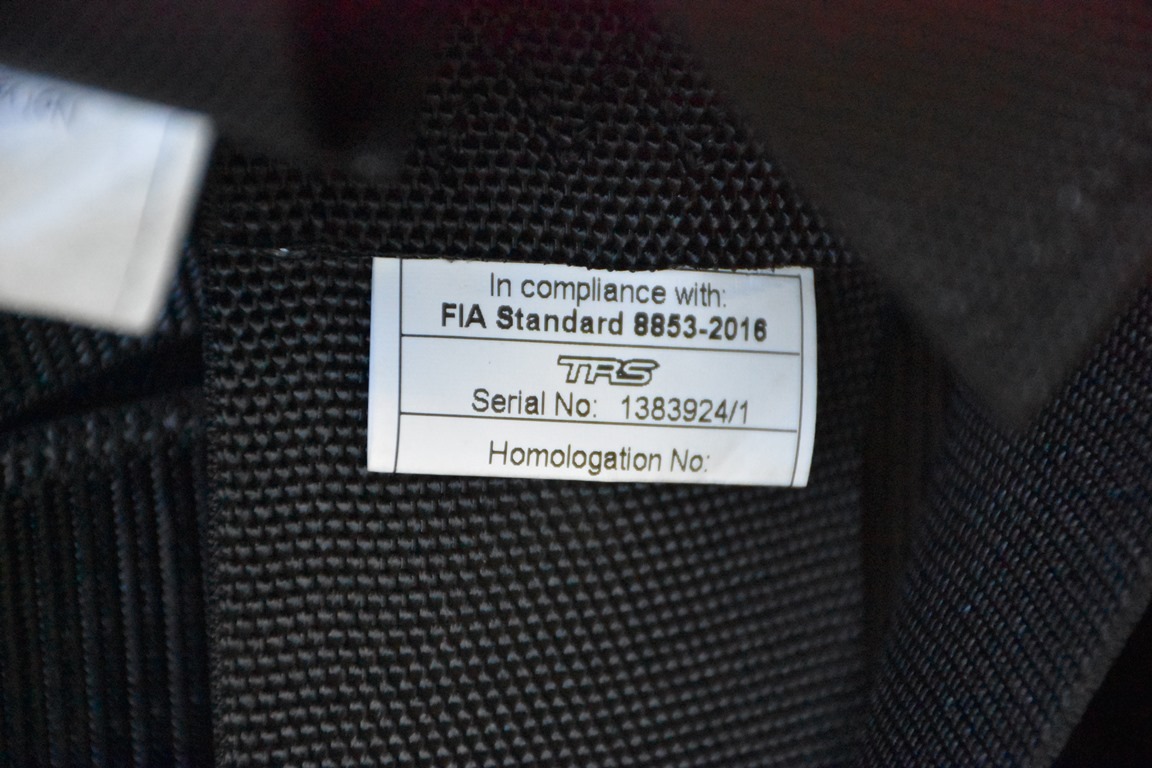 In compliance with:
FIA Standard 8853-2016
TRS
Serial No: 1383924/1
Homologation No: